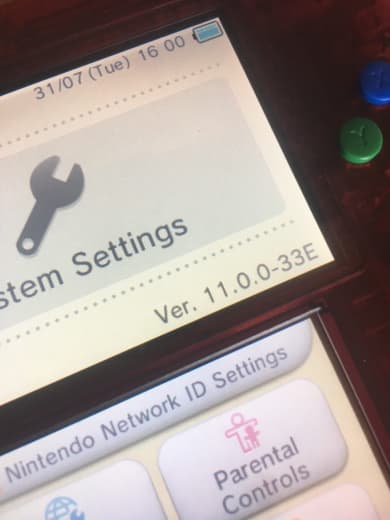 31/07 (Tue) 16 00
stem Settings
Ver. 11.0.0-33E
Nintendo Network ID Settings
Parental
Controls
Y